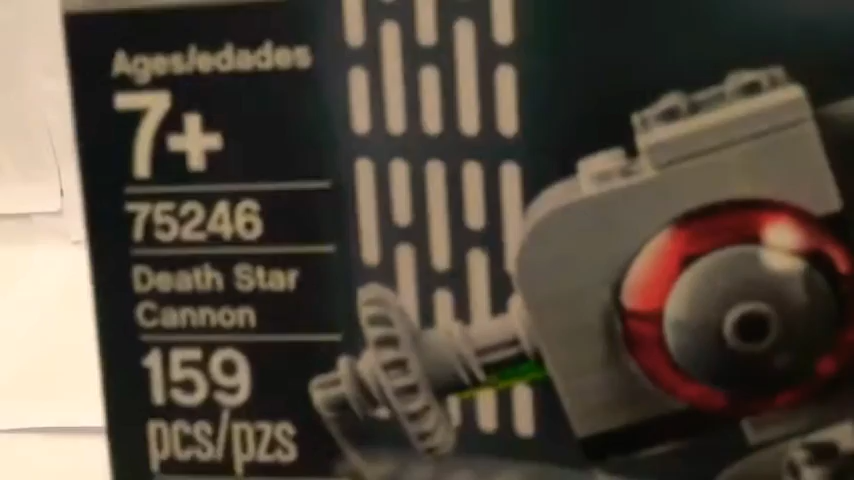 Ages/edades
7+
75246
Death Star
Cannon
159
pcs/pzs